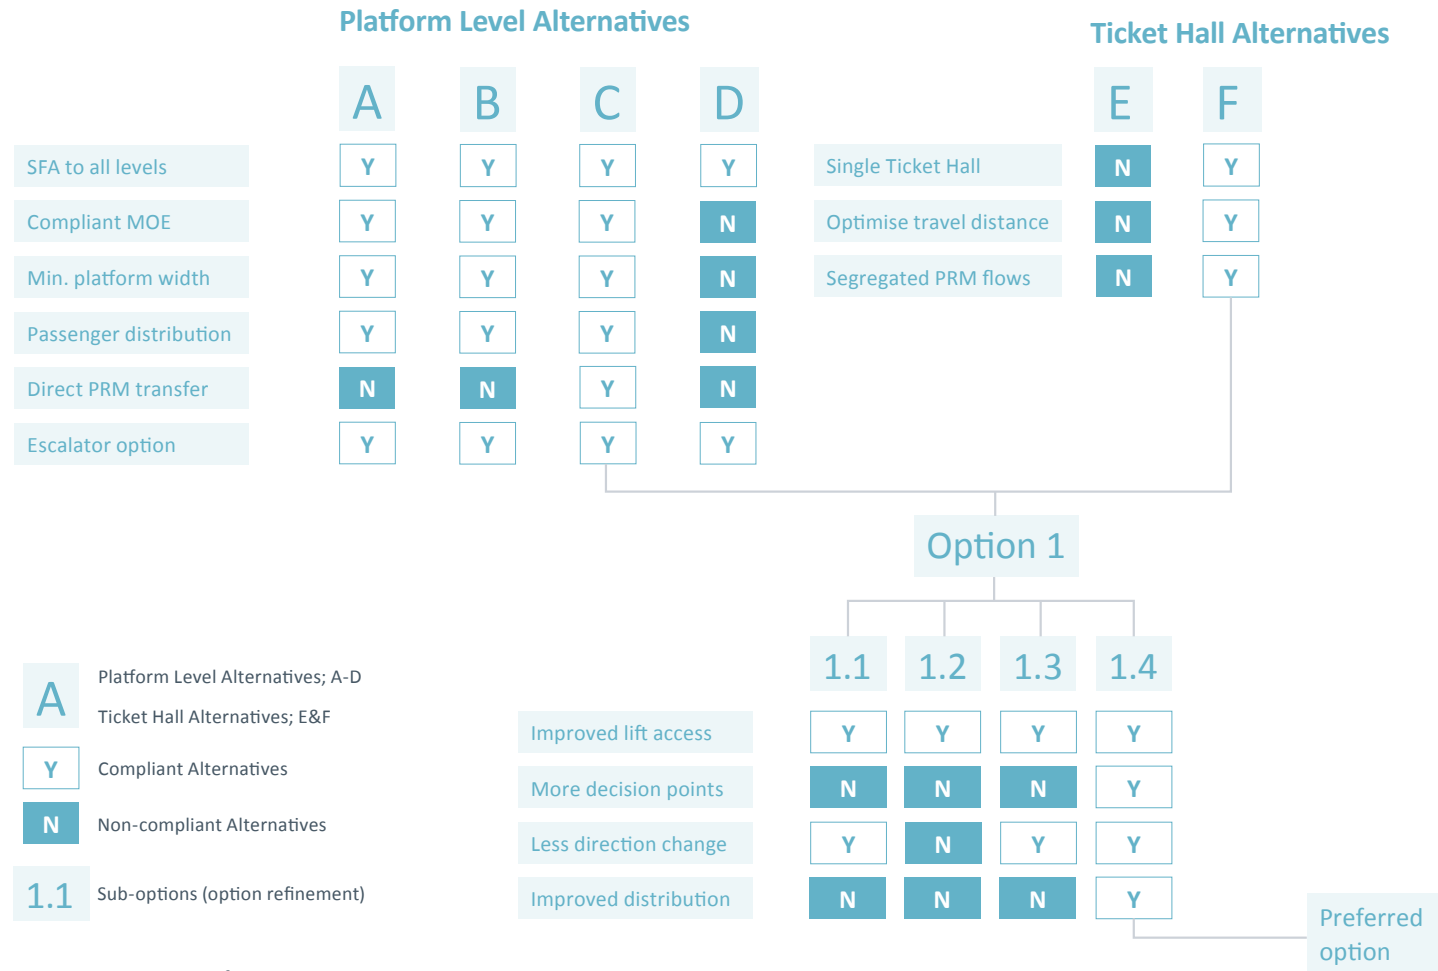 Platform Level Alternatives
Ticket Hall Alternatives
A B C D
E F
SFA to all levels Y Y Y Y
Single Ticket Hall N Y
Compliant MOE Y Y Y N
Optimise travel distance N Y
Min. platform width Y Y Y N
Segregated PRM flows N Y
Passenger distribution Y Y Y N
Direct PRM transfer N N Y N
Escalator option Y Y Y Y
Option 1
1.1 1.2 1.3 1.4
Improved lift access Y Y Y Y
More decision points N N N Y
Less direction change Y N Y Y
Improved distribution N N N Y
Preferred
option
A
Platform Level Alternatives; A-D
Ticket Hall Alternatives; E&F
Y Compliant Alternatives
N Non-compliant Alternatives
1.1 Sub-options (option refinement)